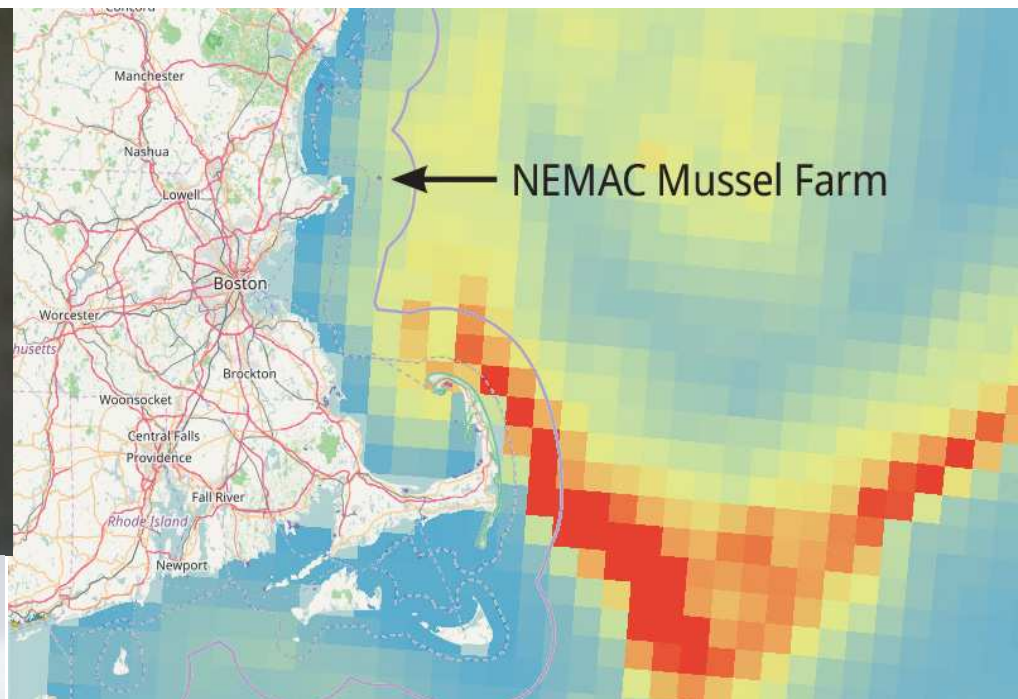 Concord
Manchester
Nashua
NEMAC Mussel Farm
Lowell
Boston
Worcester
husetts
Brockton
Woonsocket
Central Falls
Providence
Fall River
Rhode Island
Newport